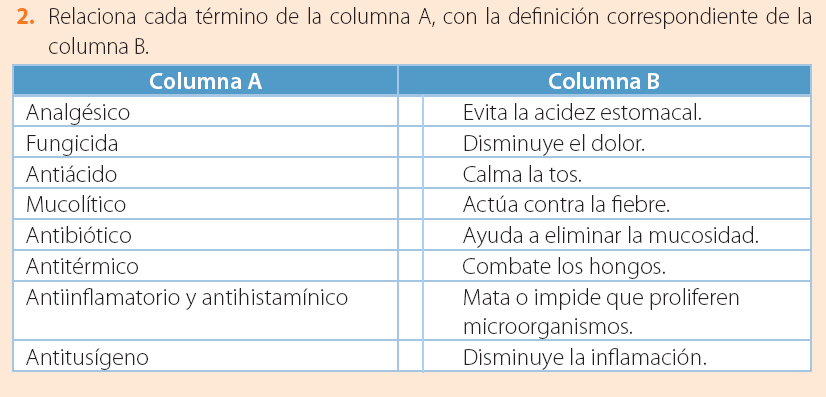 2. Relaciona cada término de la columna A, con la definición correspondiente de la
columna B.
Columna A Columna B
Analgésico Evita la acidez estomacal.
Fungicida Disminuye el dolor.
Antiácido Calma la tos.
Mucolítico Actúa contra la fiebre.
Antibiótico Ayuda a eliminar la mucosidad.
Antitérmico Combate los hongos.
Antiinflamatorio y antihistamínico Mata o impide que proliferen
microorganismos.
Antitusígeno Disminuye la inflamación.